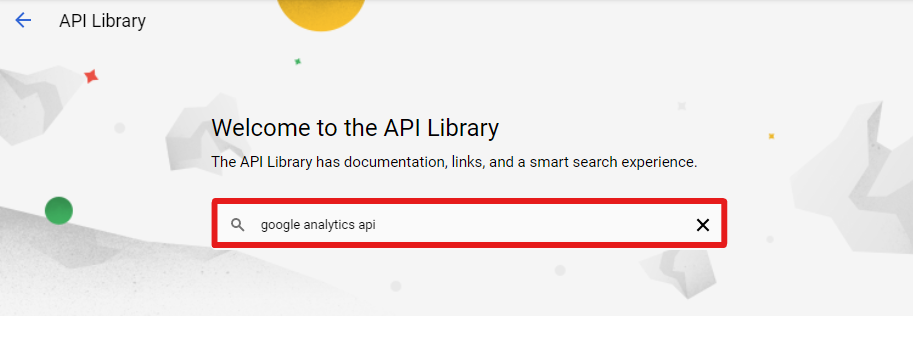 API Library
Welcome to the API Library
The API Library has documentation, links, and a smart search experience.
google analytics api